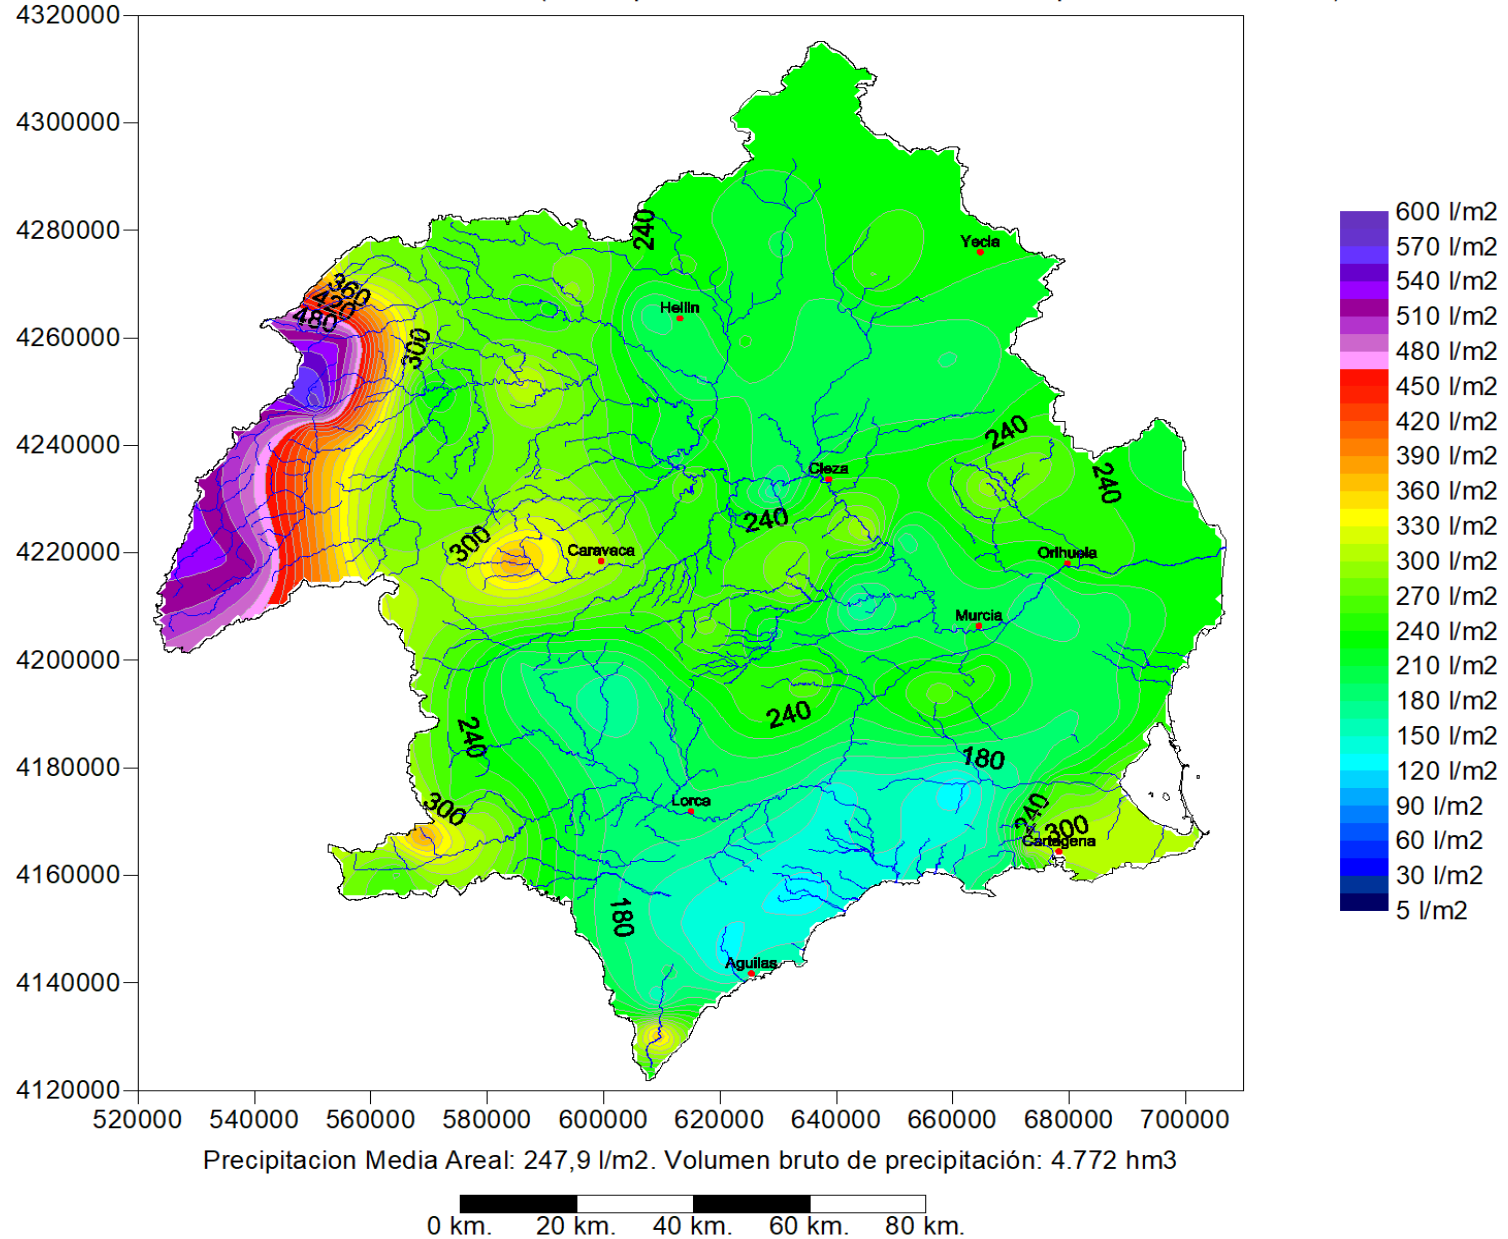 4320000
4300000
4280000
4260000
4240000
4220000
4200000
4180000
4160000
4140000
4120000
520000 540000 560000 580000 600000 620000 640000 660000 680000 700000
240
Yecla
360
420
480
Hellin
300
240
Cieza
240
240
300
Caravaca
Orihuela
Murcia
240
240
180
300
Lorca
240
300
Cartagena
180
Aguilas
600 l/m2
570 l/m2
540 l/m2
510 l/m2
480 l/m2
450 l/m2
420 l/m2
390 l/m2
360 l/m2
330 l/m2
300 l/m2
270 l/m2
240 l/m2
210 l/m2
180 l/m2
150 l/m2
120 l/m2
90 l/m2
60 l/m2
30 l/m2
5 l/m2
Precipitacion Media Areal: 247,9 l/m2. Volumen bruto de precipitación: 4.772 hm3
0 km. 20 km. 40 km. 60 km. 80 km.